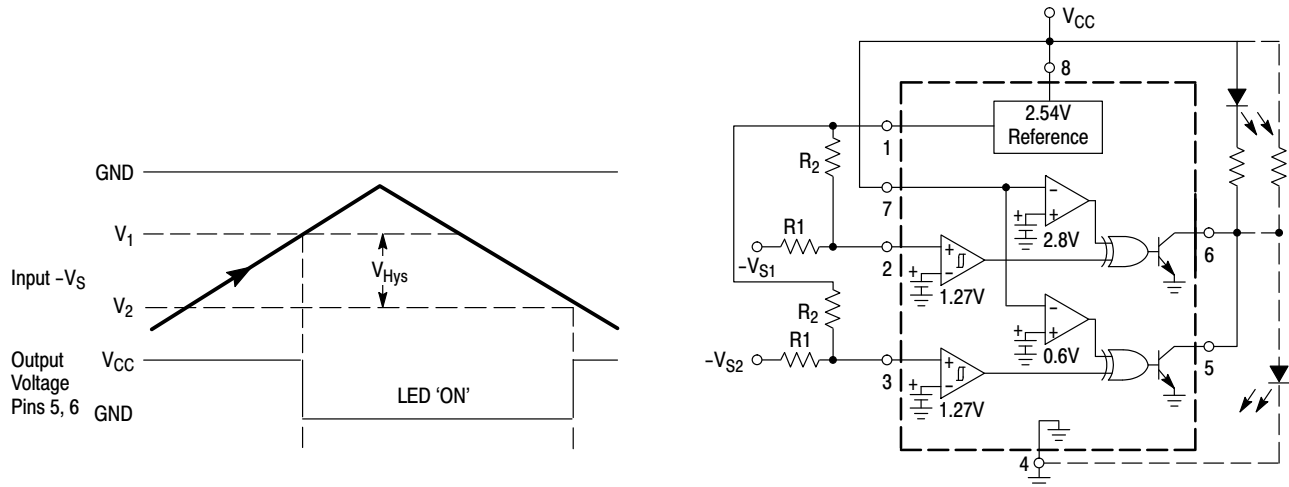 GND
V1
Input –VS
V2
VHys
Output
Voltage
Pins 5, 6
VCC
GND
LED ‘ON’
VCC
8
2.54V
Reference
1
R2
7
–
+
+
2.8V
6
R1
–VS1
2
+
+
–
1.27V
R2
–
+
+
0.6V
5
R1
–VS2
3
+
+
–
1.27V
4